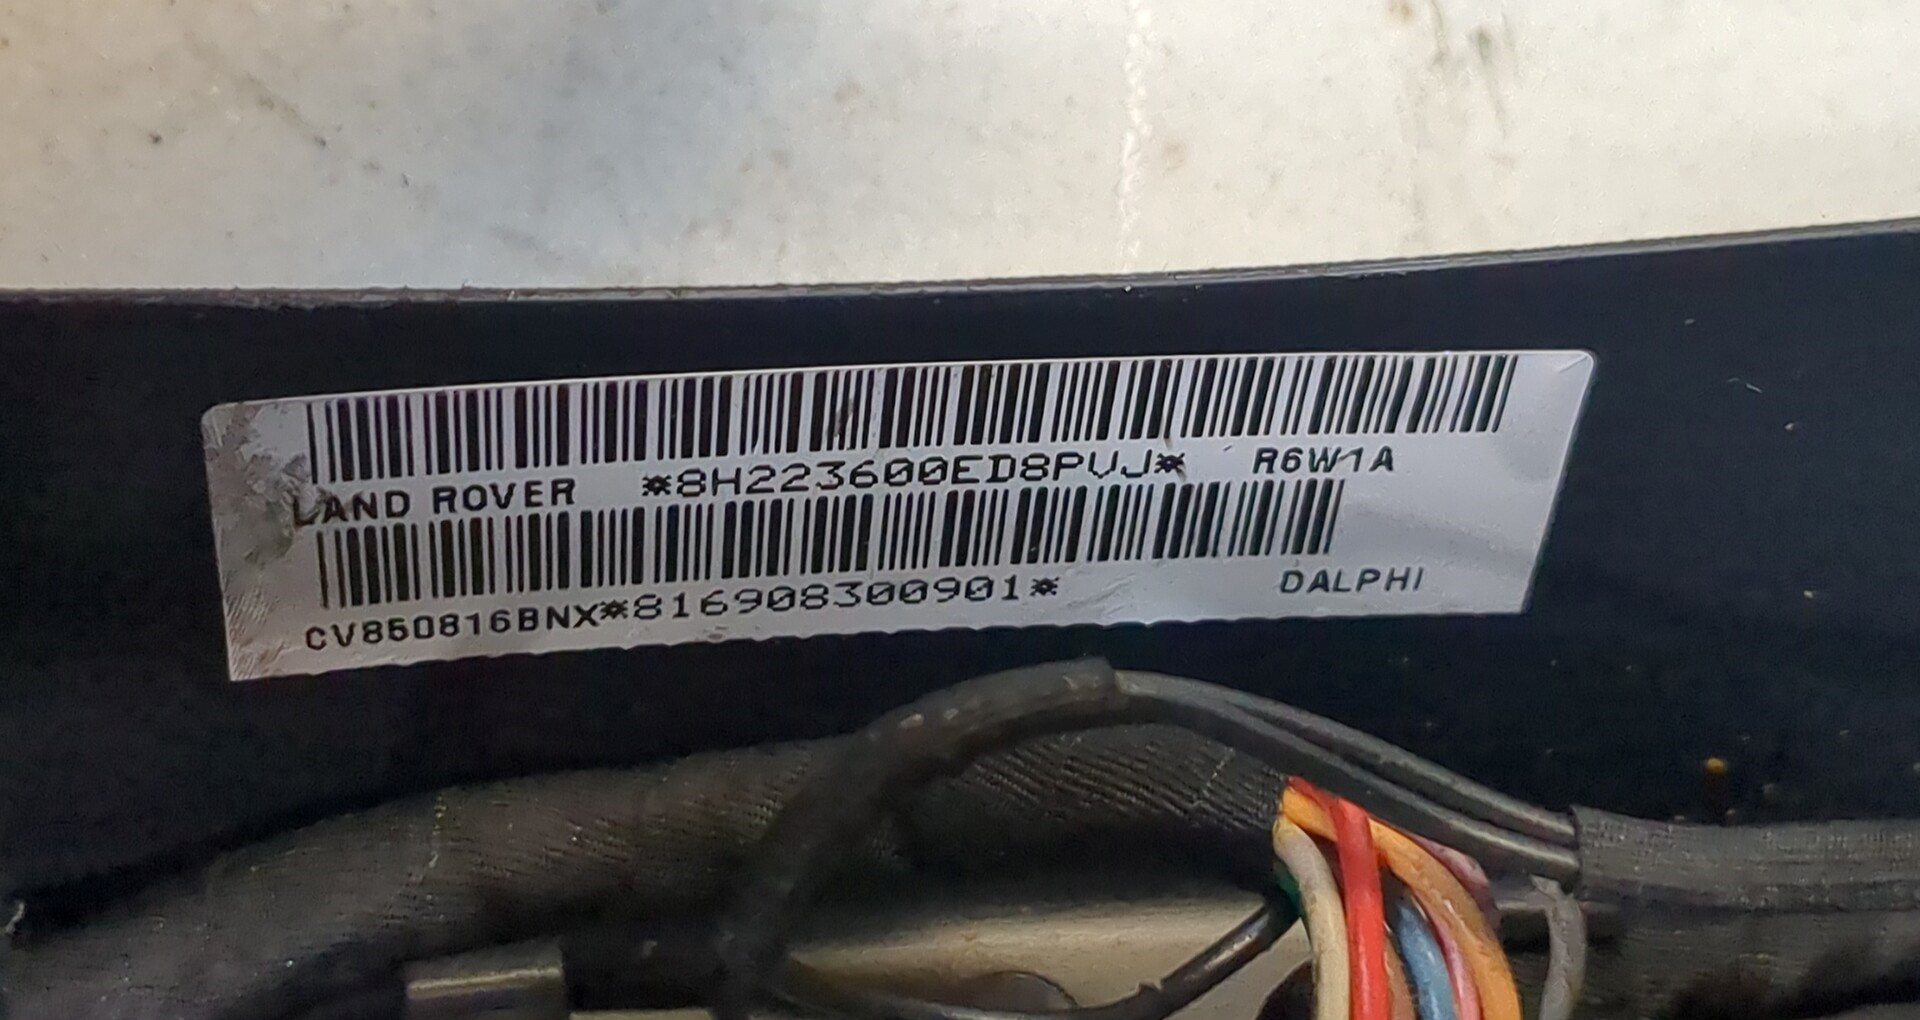 LAND ROVER *8H223600ED8PVJ* R6W1A
CV850816BNX*816908300901* DALPHI